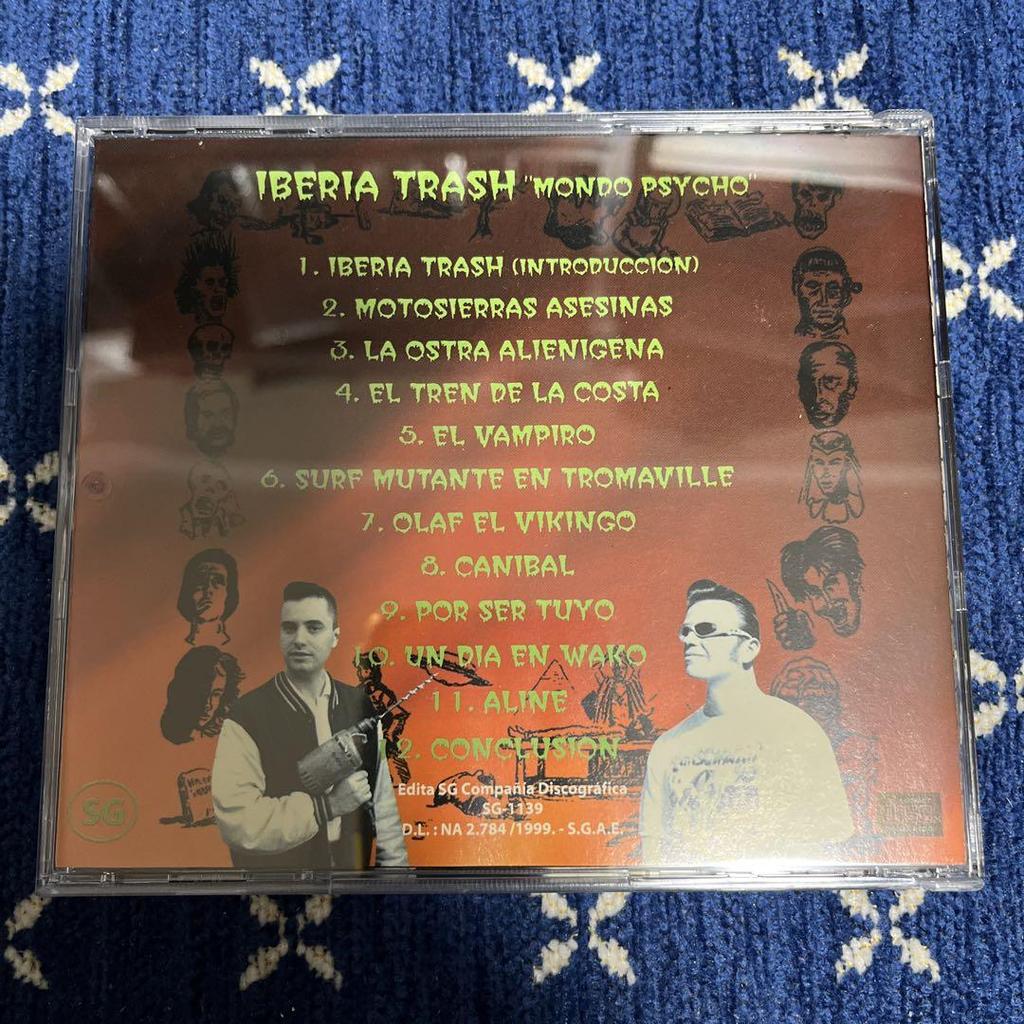 IBERIA TRASH "MONDO PSYCHO"
1. IBERIA TRASH (INTRODUCCION)
2. MOTOSIERRAS ASESINAS
3. LA OSTRA ALIENIGENA
4. EL TREN DE LA COSTA
5. EL VAMPIRO
6. SURF MUTANTE EN TROMAVILLE
7. OLAF EL VIKINGO
8. CANIBAL
9. POR SER TUYO
10. UN DIA EN WAKO
11. ALINE
12. CONCLUSION
Edita SG Compañia Discográfica
SG-1139
D.L.: NA 2.784 /1999.- S.G.A.E.
SG